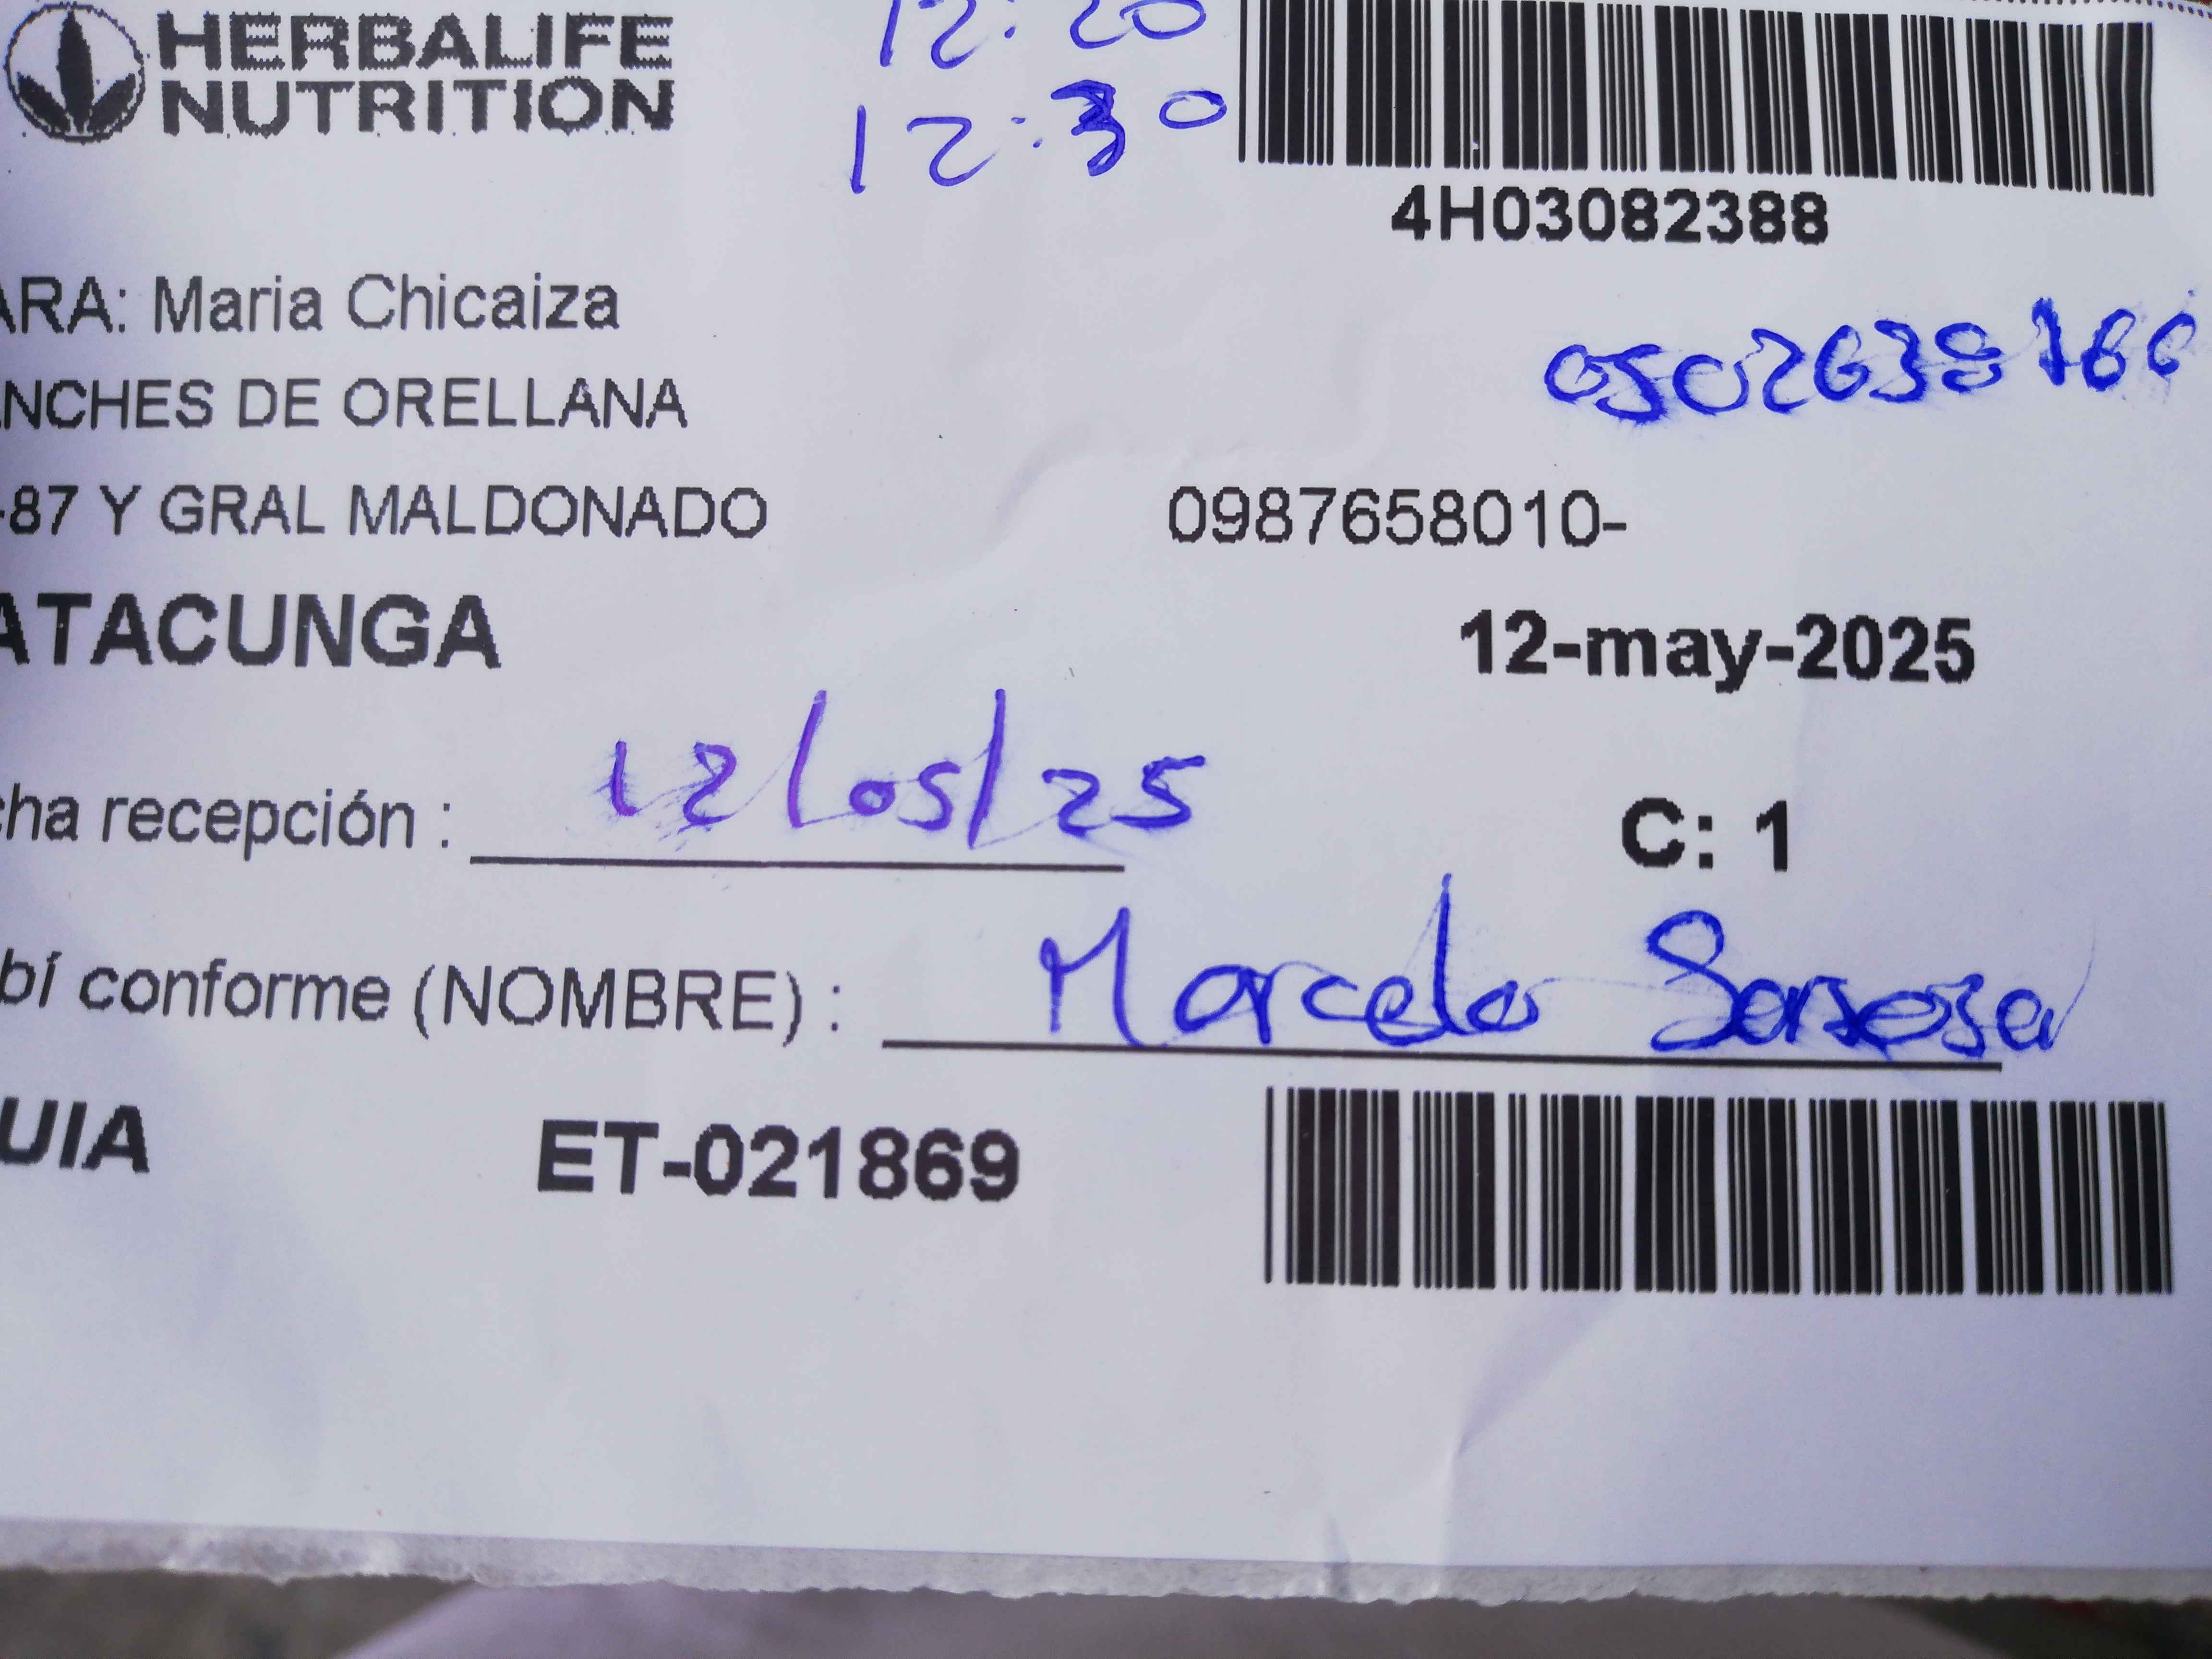 HERBALIFE
NUTRITION
12:20
12:30
4H03082388
ARA: Maria Chicaiza
NCHES DE ORELLANA
-87 Y GRAL MALDONADO
0987658010-
ATACUNGA
12-may-2025
cha recepción : 12/05/25
C: 1
bí conforme (NOMBRE) : Marcelo
UIA
ET-021869